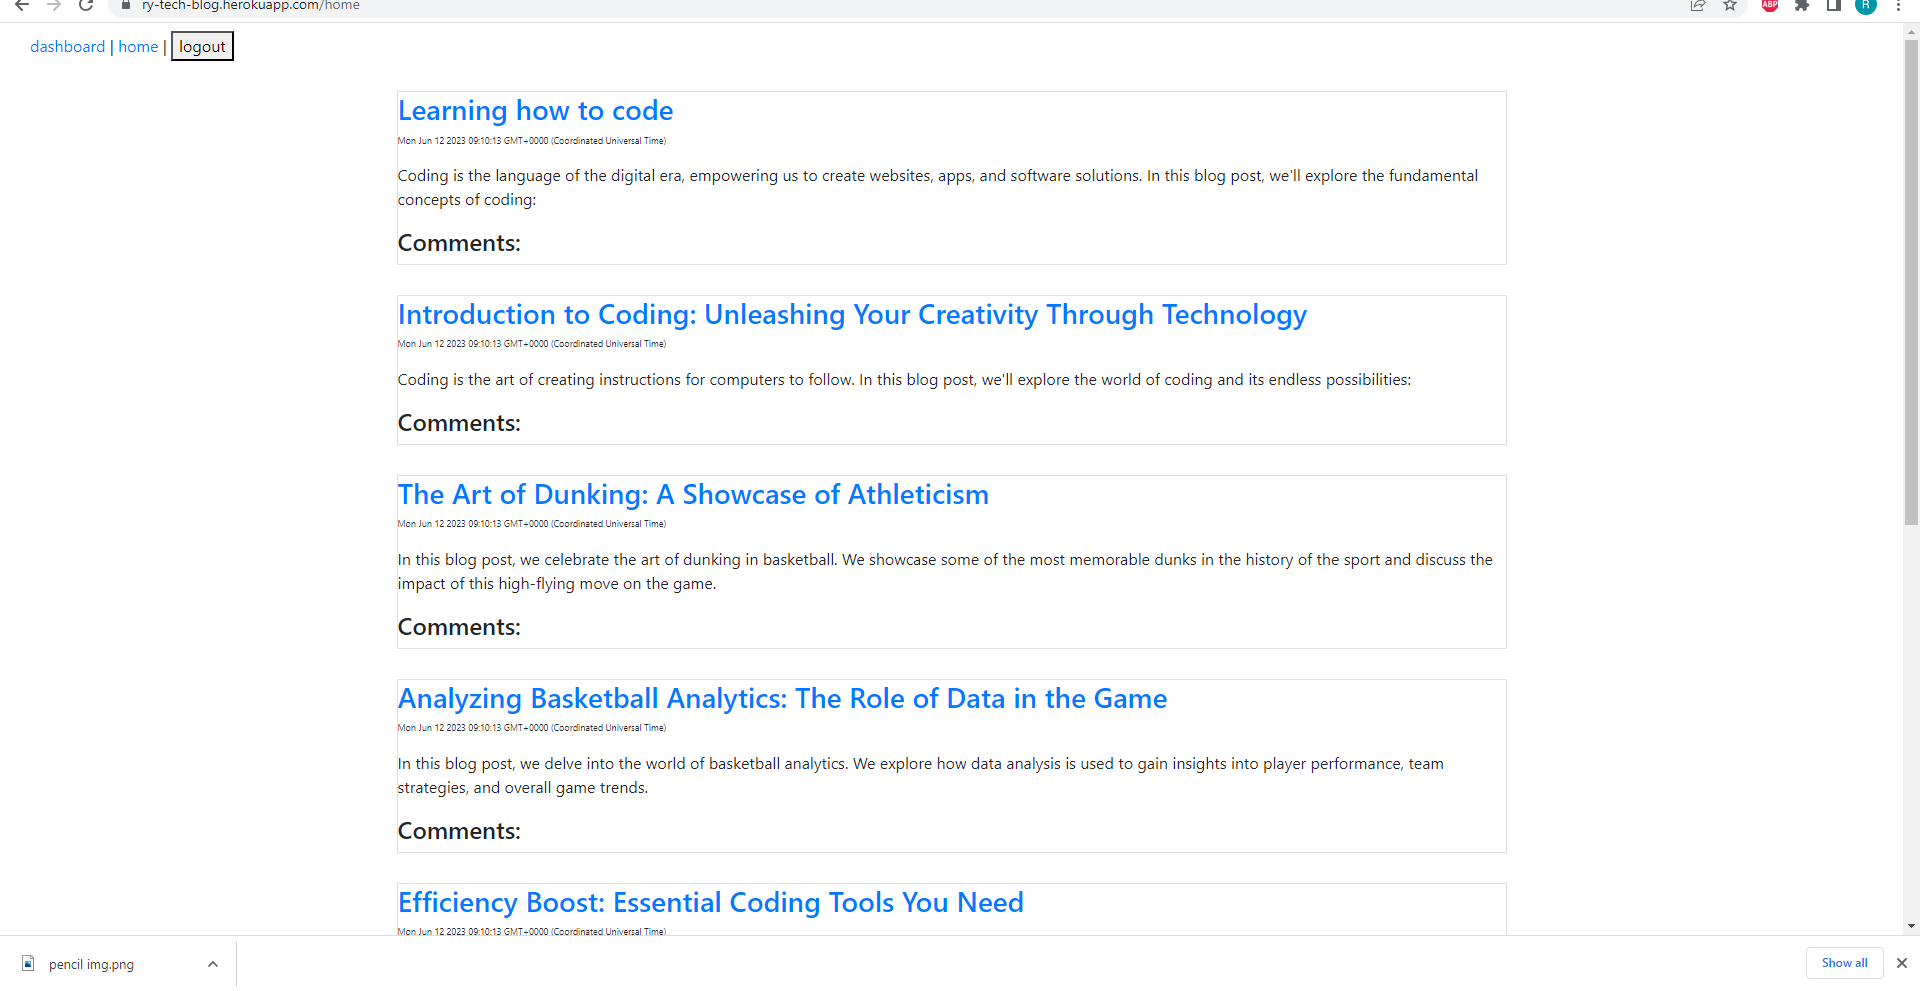 ry-tech-blog.herokuapp.com/home
ABP
R
dashboard | home | logout
Learning how to code
Mon Jun 12 2023 09:10:13 GMT+0000 (Coordinated Universal Time)
Coding is the language of the digital era, empowering us to create websites, apps, and software solutions. In this blog post, we'll explore the fundamental
concepts of coding:
Comments:
Introduction to Coding: Unleashing Your Creativity Through Technology
Mon Jun 12 2023 09:10:13 GMT+0000 (Coordinated Universal Time)
Coding is the art of creating instructions for computers to follow. In this blog post, we'll explore the world of coding and its endless possibilities:
Comments:
The Art of Dunking: A Showcase of Athleticism
Mon Jun 12 2023 09:10:13 GMT+0000 (Coordinated Universal Time)
In this blog post, we celebrate the art of dunking in basketball. We showcase some of the most memorable dunks in the history of the sport and discuss the
impact of this high-flying move on the game.
Comments:
Analyzing Basketball Analytics: The Role of Data in the Game
Mon Jun 12 2023 09:10:13 GMT+0000 (Coordinated Universal Time)
In this blog post, we delve into the world of basketball analytics. We explore how data analysis is used to gain insights into player performance, team
strategies, and overall game trends.
Comments:
Efficiency Boost: Essential Coding Tools You Need
Mon Jun 12 2023 09:10:13 GMT+0000 (Coordinated Universal Time)
pencil img.png
Show all